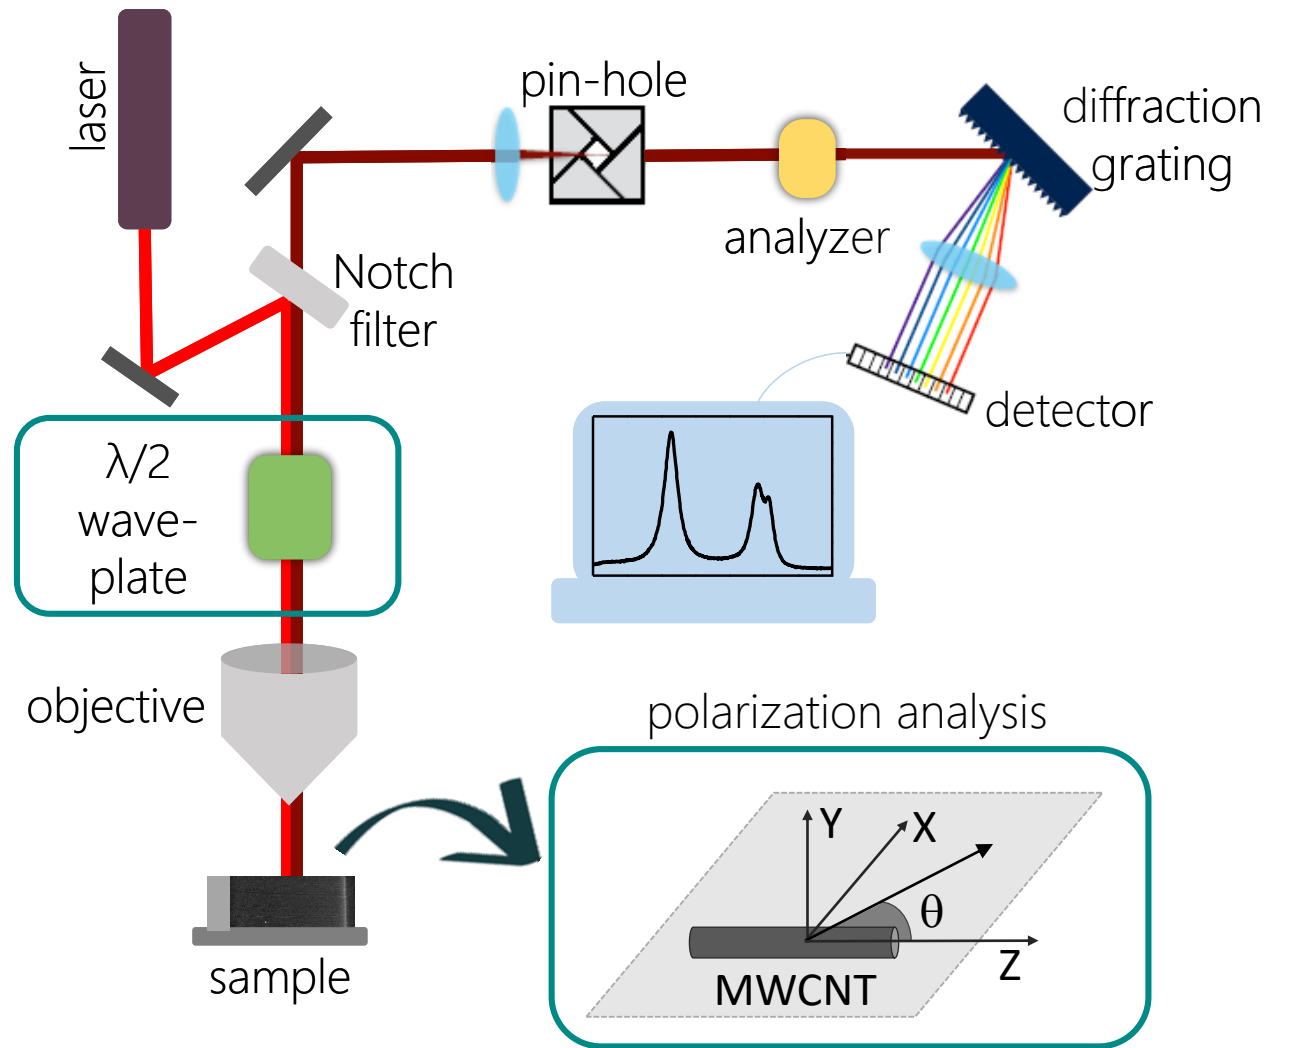 laser
pin-hole
diffraction
grating
analyzer
Notch
filter
detector
λ/2
wave-
plate
objective
polarization analysis
Y
X
θ
Z
MWCNT
sample